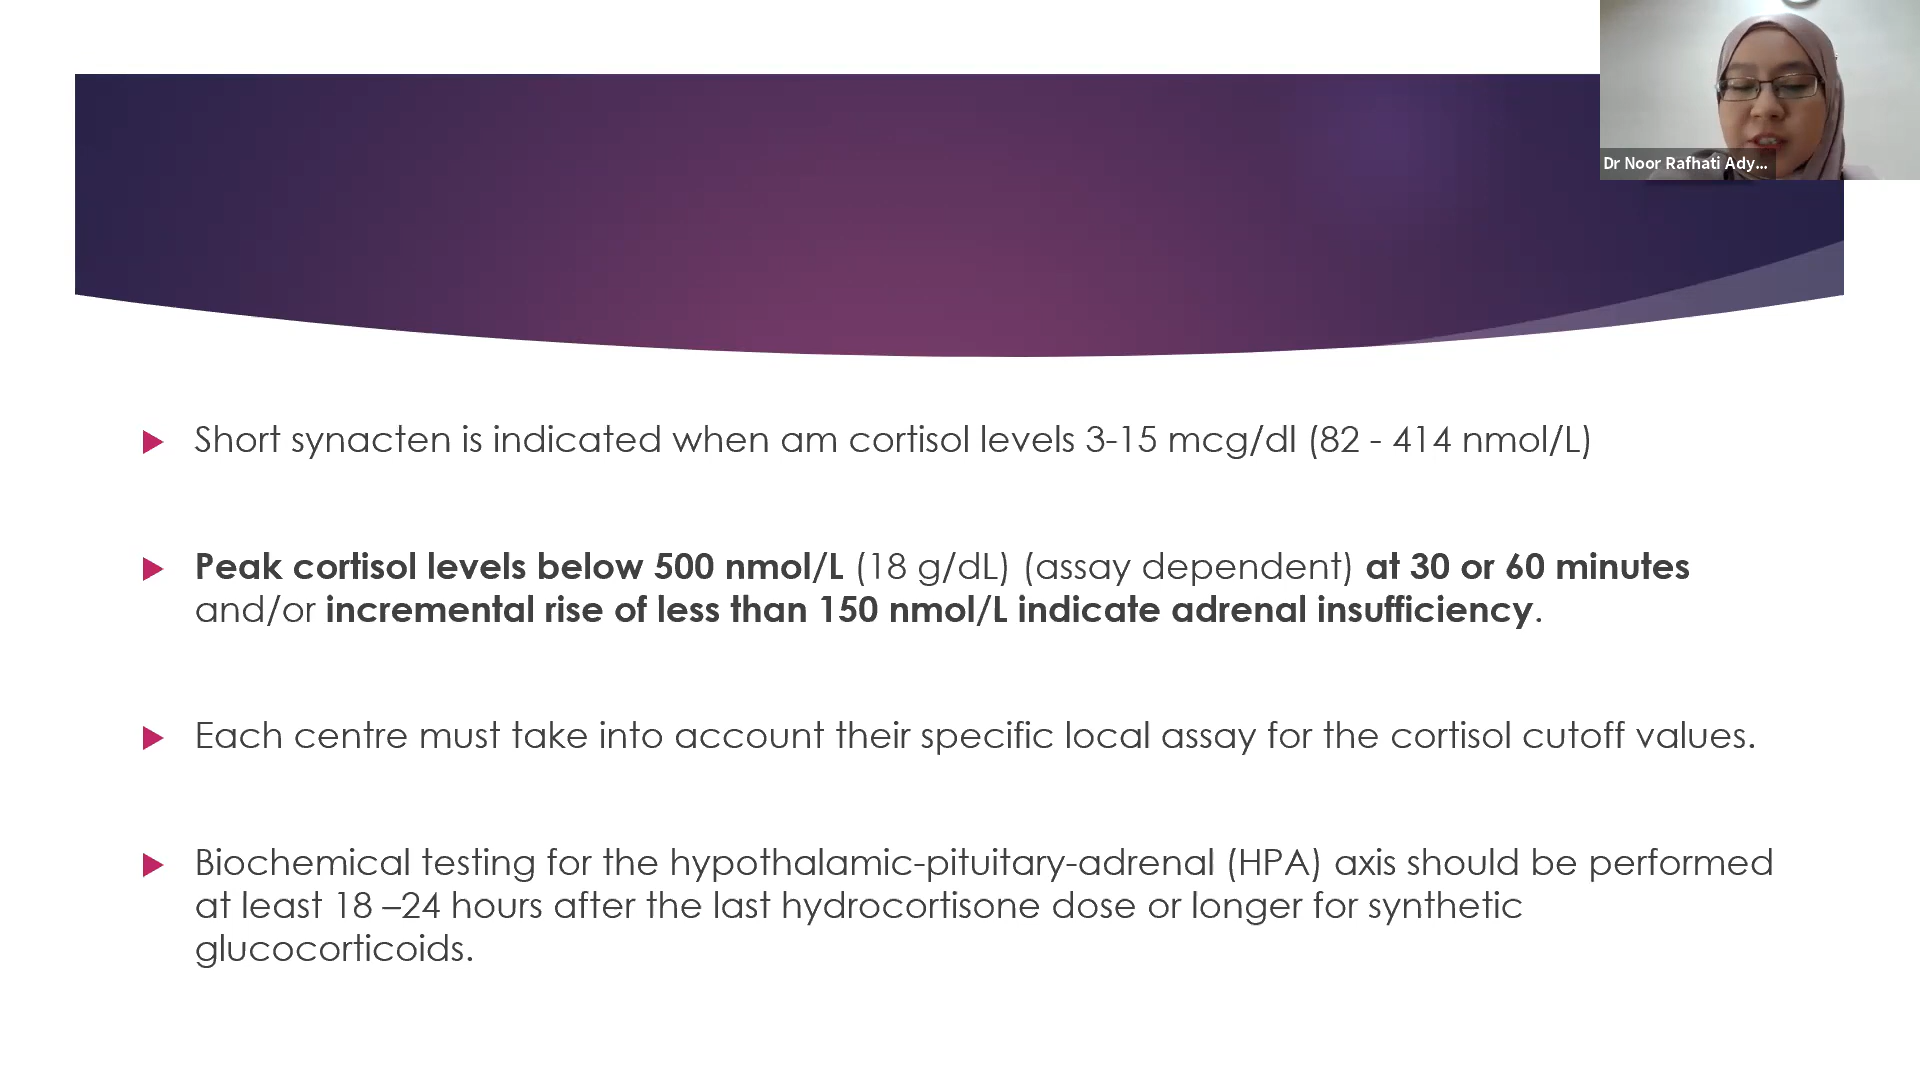 Dr Noor Rafhati Ady...
Short synacten is indicated when am cortisol levels 3-15 mcg/dl (82 - 414 nmol/L)
Peak cortisol levels below 500 nmol/L (18 g/dL) (assay dependent) at 30 or 60 minutes
and/or incremental rise of less than 150 nmol/L indicate adrenal insufficiency.
Each centre must take into account their specific local assay for the cortisol cutoff values.
Biochemical testing for the hypothalamic-pituitary-adrenal (HPA) axis should be performed
at least 18 –24 hours after the last hydrocortisone dose or longer for synthetic
glucocorticoids.